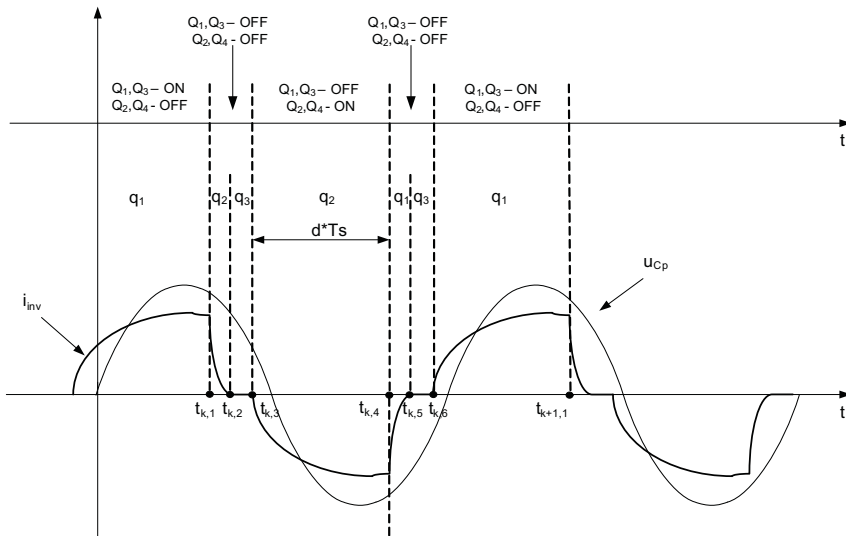 Q1,Q3 – OFF
Q2,Q4 - OFF
Q1,Q3 – OFF
Q2,Q4 - OFF
Q1,Q3 – ON
Q2,Q4 - OFF
Q1,Q3 – OFF
Q2,Q4 - ON
Q1,Q3 – ON
Q2,Q4 - OFF
t
q1
q2
q3
q2
q1
q3
q1
d*Ts
uCp
iinv
tk,1
tk,2
tk,3
tk,4
tk,5
tk,6
tk+1,1
t